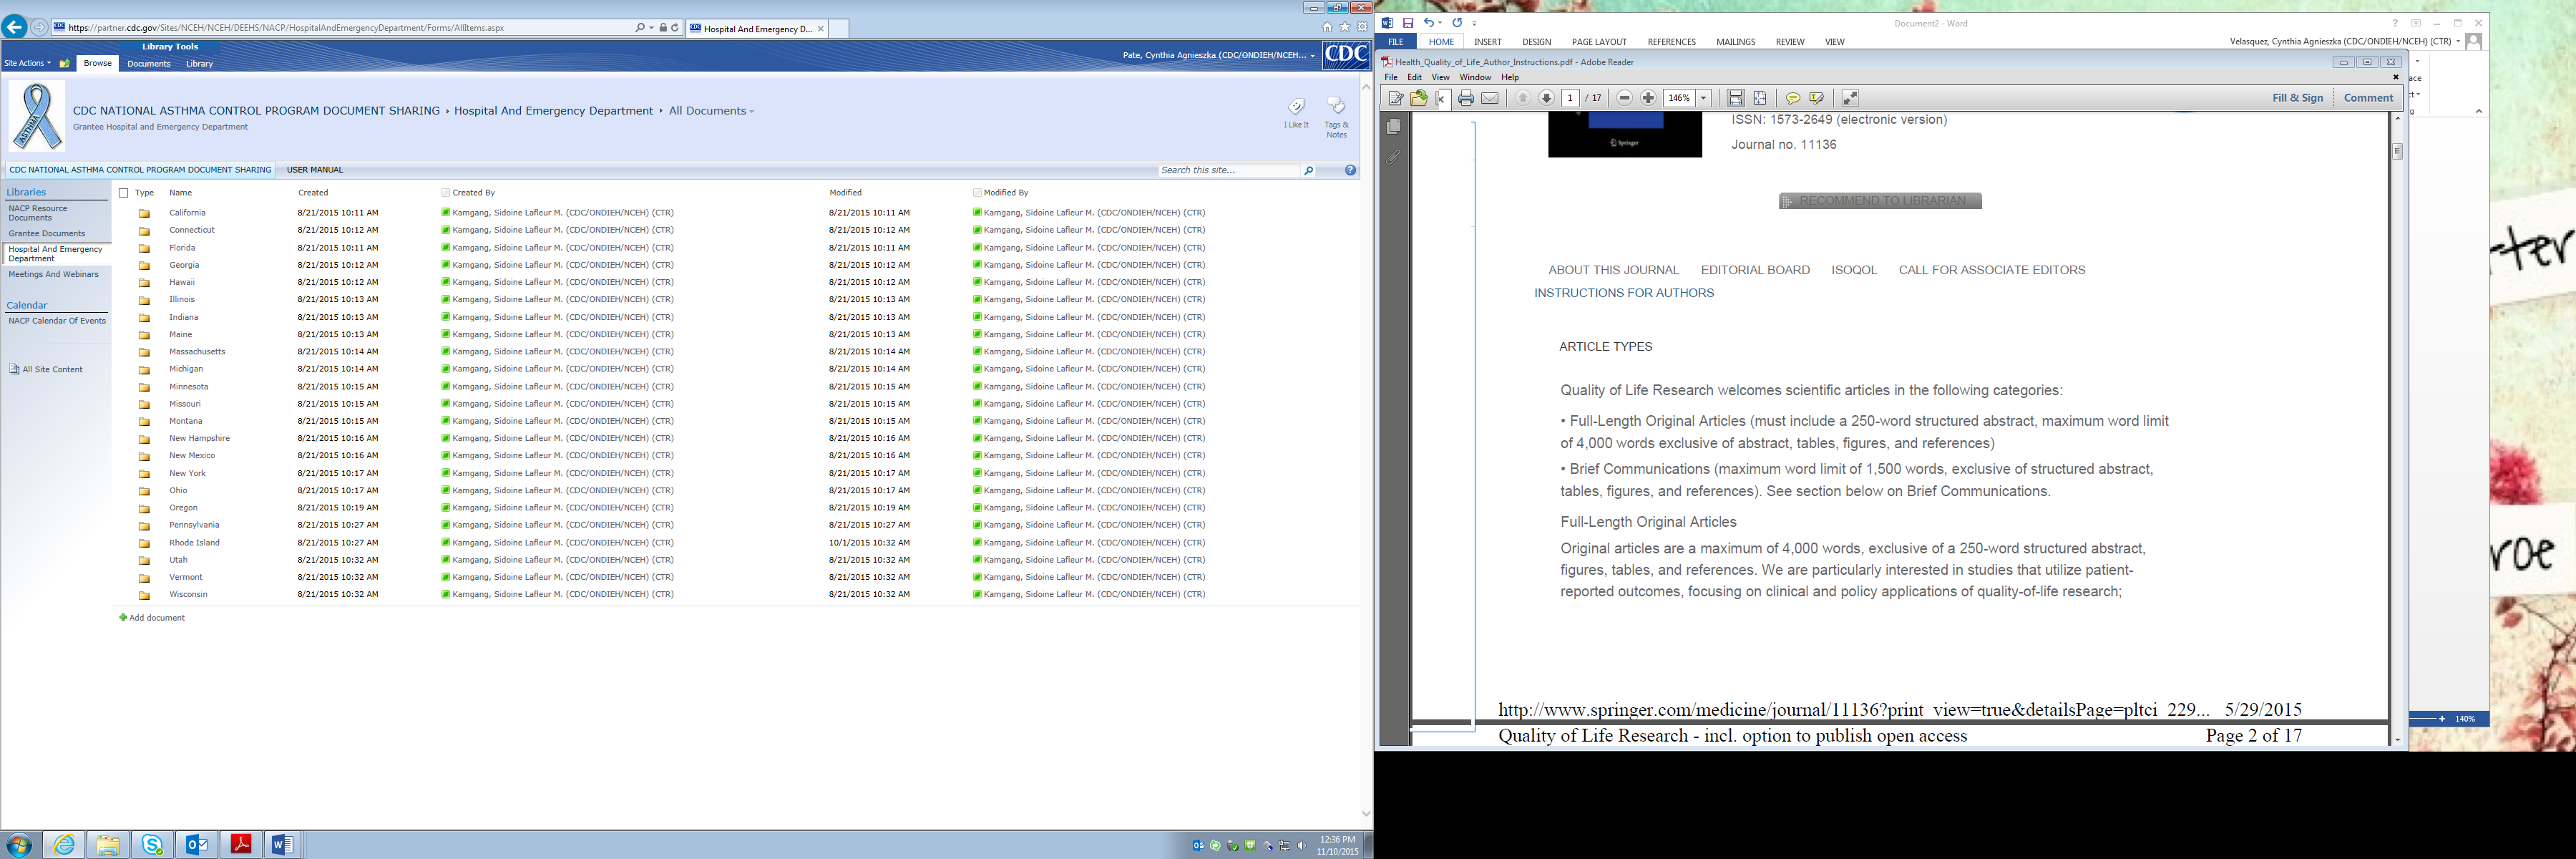 https://partner.cdc.gov/Sites/NCEH/NCEH/DEEHS/NACP/HospitalAndEmergencyDepartment/Forms/AllItems.aspx
Hospital And Emergency D...
Library Tools
Site Actions Browse Documents Library
Pate, Cynthia Agnieszka (CDC/ONDIEH/NCEH...
CDC
ASTHMA
CDC NATIONAL ASTHMA CONTROL PROGRAM DOCUMENT SHARING › Hospital And Emergency Department › All Documents
Grantee Hospital and Emergency Department
I Like It
Tags & Notes
CDC NATIONAL ASTHMA CONTROL PROGRAM DOCUMENT SHARING USER MANUAL
Search this site...
Libraries
NACP Resource
Documents
Grantee Documents
Hospital And Emergency
Department
Meetings And Webinars
Calendar
NACP Calendar Of Events
All Site Content
Type Name Created Created By Modified Modified By
California 8/21/2015 10:11 AM Kamgang, Sidoine Lafleur M. (CDC/ONDIEH/NCEH) (CTR) 8/21/2015 10:11 AM Kamgang, Sidoine Lafleur M. (CDC/ONDIEH/NCEH) (CTR)
Connecticut 8/21/2015 10:12 AM Kamgang, Sidoine Lafleur M. (CDC/ONDIEH/NCEH) (CTR) 8/21/2015 10:12 AM Kamgang, Sidoine Lafleur M. (CDC/ONDIEH/NCEH) (CTR)
Florida 8/21/2015 10:11 AM Kamgang, Sidoine Lafleur M. (CDC/ONDIEH/NCEH) (CTR) 8/21/2015 10:11 AM Kamgang, Sidoine Lafleur M. (CDC/ONDIEH/NCEH) (CTR)
Georgia 8/21/2015 10:12 AM Kamgang, Sidoine Lafleur M. (CDC/ONDIEH/NCEH) (CTR) 8/21/2015 10:12 AM Kamgang, Sidoine Lafleur M. (CDC/ONDIEH/NCEH) (CTR)
Hawaii 8/21/2015 10:12 AM Kamgang, Sidoine Lafleur M. (CDC/ONDIEH/NCEH) (CTR) 8/21/2015 10:12 AM Kamgang, Sidoine Lafleur M. (CDC/ONDIEH/NCEH) (CTR)
Illinois 8/21/2015 10:13 AM Kamgang, Sidoine Lafleur M. (CDC/ONDIEH/NCEH) (CTR) 8/21/2015 10:13 AM Kamgang, Sidoine Lafleur M. (CDC/ONDIEH/NCEH) (CTR)
Indiana 8/21/2015 10:13 AM Kamgang, Sidoine Lafleur M. (CDC/ONDIEH/NCEH) (CTR) 8/21/2015 10:13 AM Kamgang, Sidoine Lafleur M. (CDC/ONDIEH/NCEH) (CTR)
Maine 8/21/2015 10:13 AM Kamgang, Sidoine Lafleur M. (CDC/ONDIEH/NCEH) (CTR) 8/21/2015 10:13 AM Kamgang, Sidoine Lafleur M. (CDC/ONDIEH/NCEH) (CTR)
Massachusetts 8/21/2015 10:14 AM Kamgang, Sidoine Lafleur M. (CDC/ONDIEH/NCEH) (CTR) 8/21/2015 10:14 AM Kamgang, Sidoine Lafleur M. (CDC/ONDIEH/NCEH) (CTR)
Michigan 8/21/2015 10:14 AM Kamgang, Sidoine Lafleur M. (CDC/ONDIEH/NCEH) (CTR) 8/21/2015 10:14 AM Kamgang, Sidoine Lafleur M. (CDC/ONDIEH/NCEH) (CTR)
Minnesota 8/21/2015 10:15 AM Kamgang, Sidoine Lafleur M. (CDC/ONDIEH/NCEH) (CTR) 8/21/2015 10:15 AM Kamgang, Sidoine Lafleur M. (CDC/ONDIEH/NCEH) (CTR)
Missouri 8/21/2015 10:15 AM Kamgang, Sidoine Lafleur M. (CDC/ONDIEH/NCEH) (CTR) 8/21/2015 10:15 AM Kamgang, Sidoine Lafleur M. (CDC/ONDIEH/NCEH) (CTR)
Montana 8/21/2015 10:15 AM Kamgang, Sidoine Lafleur M. (CDC/ONDIEH/NCEH) (CTR) 8/21/2015 10:15 AM Kamgang, Sidoine Lafleur M. (CDC/ONDIEH/NCEH) (CTR)
New Hampshire 8/21/2015 10:16 AM Kamgang, Sidoine Lafleur M. (CDC/ONDIEH/NCEH) (CTR) 8/21/2015 10:16 AM Kamgang, Sidoine Lafleur M. (CDC/ONDIEH/NCEH) (CTR)
New Mexico 8/21/2015 10:16 AM Kamgang, Sidoine Lafleur M. (CDC/ONDIEH/NCEH) (CTR) 8/21/2015 10:16 AM Kamgang, Sidoine Lafleur M. (CDC/ONDIEH/NCEH) (CTR)
New York 8/21/2015 10:17 AM Kamgang, Sidoine Lafleur M. (CDC/ONDIEH/NCEH) (CTR) 8/21/2015 10:17 AM Kamgang, Sidoine Lafleur M. (CDC/ONDIEH/NCEH) (CTR)
Ohio 8/21/2015 10:17 AM Kamgang, Sidoine Lafleur M. (CDC/ONDIEH/NCEH) (CTR) 8/21/2015 10:17 AM Kamgang, Sidoine Lafleur M. (CDC/ONDIEH/NCEH) (CTR)
Oregon 8/21/2015 10:19 AM Kamgang, Sidoine Lafleur M. (CDC/ONDIEH/NCEH) (CTR) 8/21/2015 10:19 AM Kamgang, Sidoine Lafleur M. (CDC/ONDIEH/NCEH) (CTR)
Pennsylvania 8/21/2015 10:27 AM Kamgang, Sidoine Lafleur M. (CDC/ONDIEH/NCEH) (CTR) 8/21/2015 10:27 AM Kamgang, Sidoine Lafleur M. (CDC/ONDIEH/NCEH) (CTR)
Rhode Island 8/21/2015 10:27 AM Kamgang, Sidoine Lafleur M. (CDC/ONDIEH/NCEH) (CTR) 10/1/2015 10:32 AM Kamgang, Sidoine Lafleur M. (CDC/ONDIEH/NCEH) (CTR)
Utah 8/21/2015 10:32 AM Kamgang, Sidoine Lafleur M. (CDC/ONDIEH/NCEH) (CTR) 8/21/2015 10:32 AM Kamgang, Sidoine Lafleur M. (CDC/ONDIEH/NCEH) (CTR)
Vermont 8/21/2015 10:32 AM Kamgang, Sidoine Lafleur M. (CDC/ONDIEH/NCEH) (CTR) 8/21/2015 10:32 AM Kamgang, Sidoine Lafleur M. (CDC/ONDIEH/NCEH) (CTR)
Wisconsin 8/21/2015 10:32 AM Kamgang, Sidoine Lafleur M. (CDC/ONDIEH/NCEH) (CTR) 8/21/2015 10:32 AM Kamgang, Sidoine Lafleur M. (CDC/ONDIEH/NCEH) (CTR)
Add document
12:36 PM
11/10/2015
Document2 - Word
FILE HOME INSERT DESIGN PAGE LAYOUT REFERENCES MAILINGS REVIEW VIEW
Velasquez, Cynthia Agnieszka (CDC/ONDIEH/NCEH) (CTR)
Health_Quality_of_Life_Author_Instructions.pdf - Adobe Reader
File Edit View Window Help
1 / 17 146% Fill & Sign Comment
Springer
ISSN: 1573-2649 (electronic version)
Journal no. 11136
RECOMMEND TO LIBRARIAN
ABOUT THIS JOURNAL EDITORIAL BOARD ISOQOL CALL FOR ASSOCIATE EDITORS
INSTRUCTIONS FOR AUTHORS
ARTICLE TYPES
Quality of Life Research welcomes scientific articles in the following categories:
• Full-Length Original Articles (must include a 250-word structured abstract, maximum word limit
of 4,000 words exclusive of abstract, tables, figures, and references)
• Brief Communications (maximum word limit of 1,500 words, exclusive of structured abstract,
tables, figures, and references). See section below on Brief Communications.
Full-Length Original Articles
Original articles are a maximum of 4,000 words, exclusive of a 250-word structured abstract,
figures, tables, and references. We are particularly interested in studies that utilize patient-
reported outcomes, focusing on clinical and policy applications of quality-of-life research;
http://www.springer.com/medicine/journal/11136?print_view=true&detailsPage=pltci_229... 5/29/2015
Quality of Life Research - incl. option to publish open access Page 2 of 17
140%